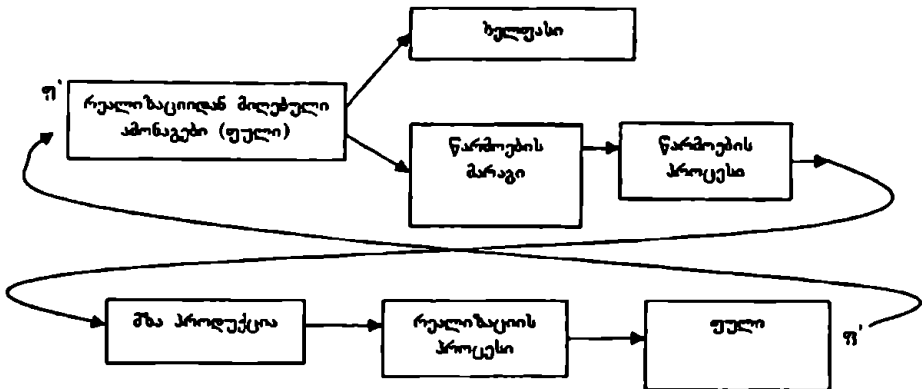 ხელფასი
ფ'
რეალიზაციიდან მიღებული
ამონაგები (ფული)
წარმოების
მარაგი
წარმოების
პროცესი
მზა პროდუქცია
რეალიზაციის
პროცესი
ფული
ფ'